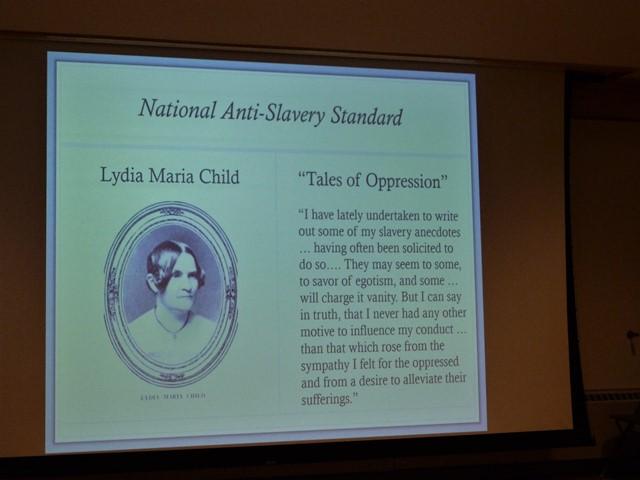 National Anti-Slavery Standard
Lydia Maria Child
LYDIA MARIA CHILD
“Tales of Oppression”
“I have lately undertaken to write
out some of my slavery anecdotes
… having often been solicited to
do so.… They may seem to some,
to savor of egotism, and some …
will charge it vanity. But I can say
in truth, that I never had any other
motive to influence my conduct …
than that which rose from the
sympathy I felt for the oppressed
and from a desire to alleviate their
sufferings.”